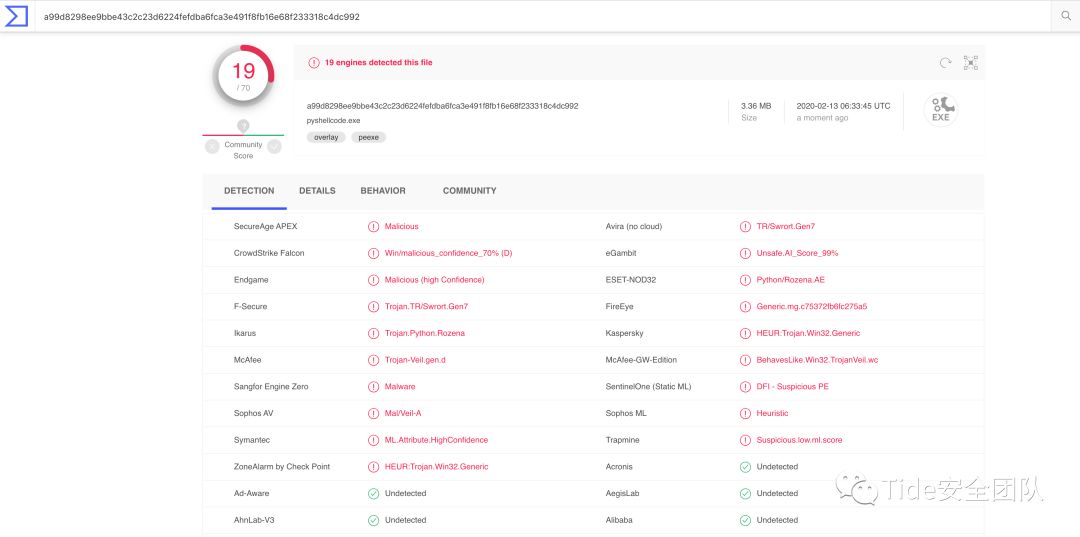 a99d8298ee9bbe43c2c23d6224fefdba6fca3e491f8fb16e68f233318c4dc992
19
/ 70
?
Community
Score
19 engines detected this file
a99d8298ee9bbe43c2c23d6224fefdba6fca3e491f8fb16e68f233318c4dc992
pyshellcode.exe
overlay peexe
3.36 MB
Size
2020-02-13 06:33:45 UTC
a moment ago
EXE
DETECTION DETAILS BEHAVIOR COMMUNITY
SecureAge APEX Malicious Avira (no cloud) TR/Swrort.Gen7
CrowdStrike Falcon Win/malicious_confidence_70% (D) eGambit Unsafe.AI_Score_99%
Endgame Malicious (high Confidence) ESET-NOD32 Python/Rozena.AE
F-Secure Trojan.TR/Swrort.Gen7 FireEye Generic.mg.c75372fb6fc275a5
Ikarus Trojan.Python.Rozena Kaspersky HEUR:Trojan.Win32.Generic
McAfee Trojan-Veil.gen.d McAfee-GW-Edition BehavesLike.Win32.TrojanVeil.wc
Sangfor Engine Zero Malware SentinelOne (Static ML) DFI - Suspicious PE
Sophos AV Mal/Veil-A Sophos ML Heuristic
Symantec ML.Attribute.HighConfidence Trapmine Suspicious.low.ml.score
ZoneAlarm by Check Point HEUR:Trojan.Win32.Generic Acronis Undetected
Ad-Aware Undetected AegisLab Undetected
AhnLab-V3 Undetected Alibaba Undetected
Tide安全团队